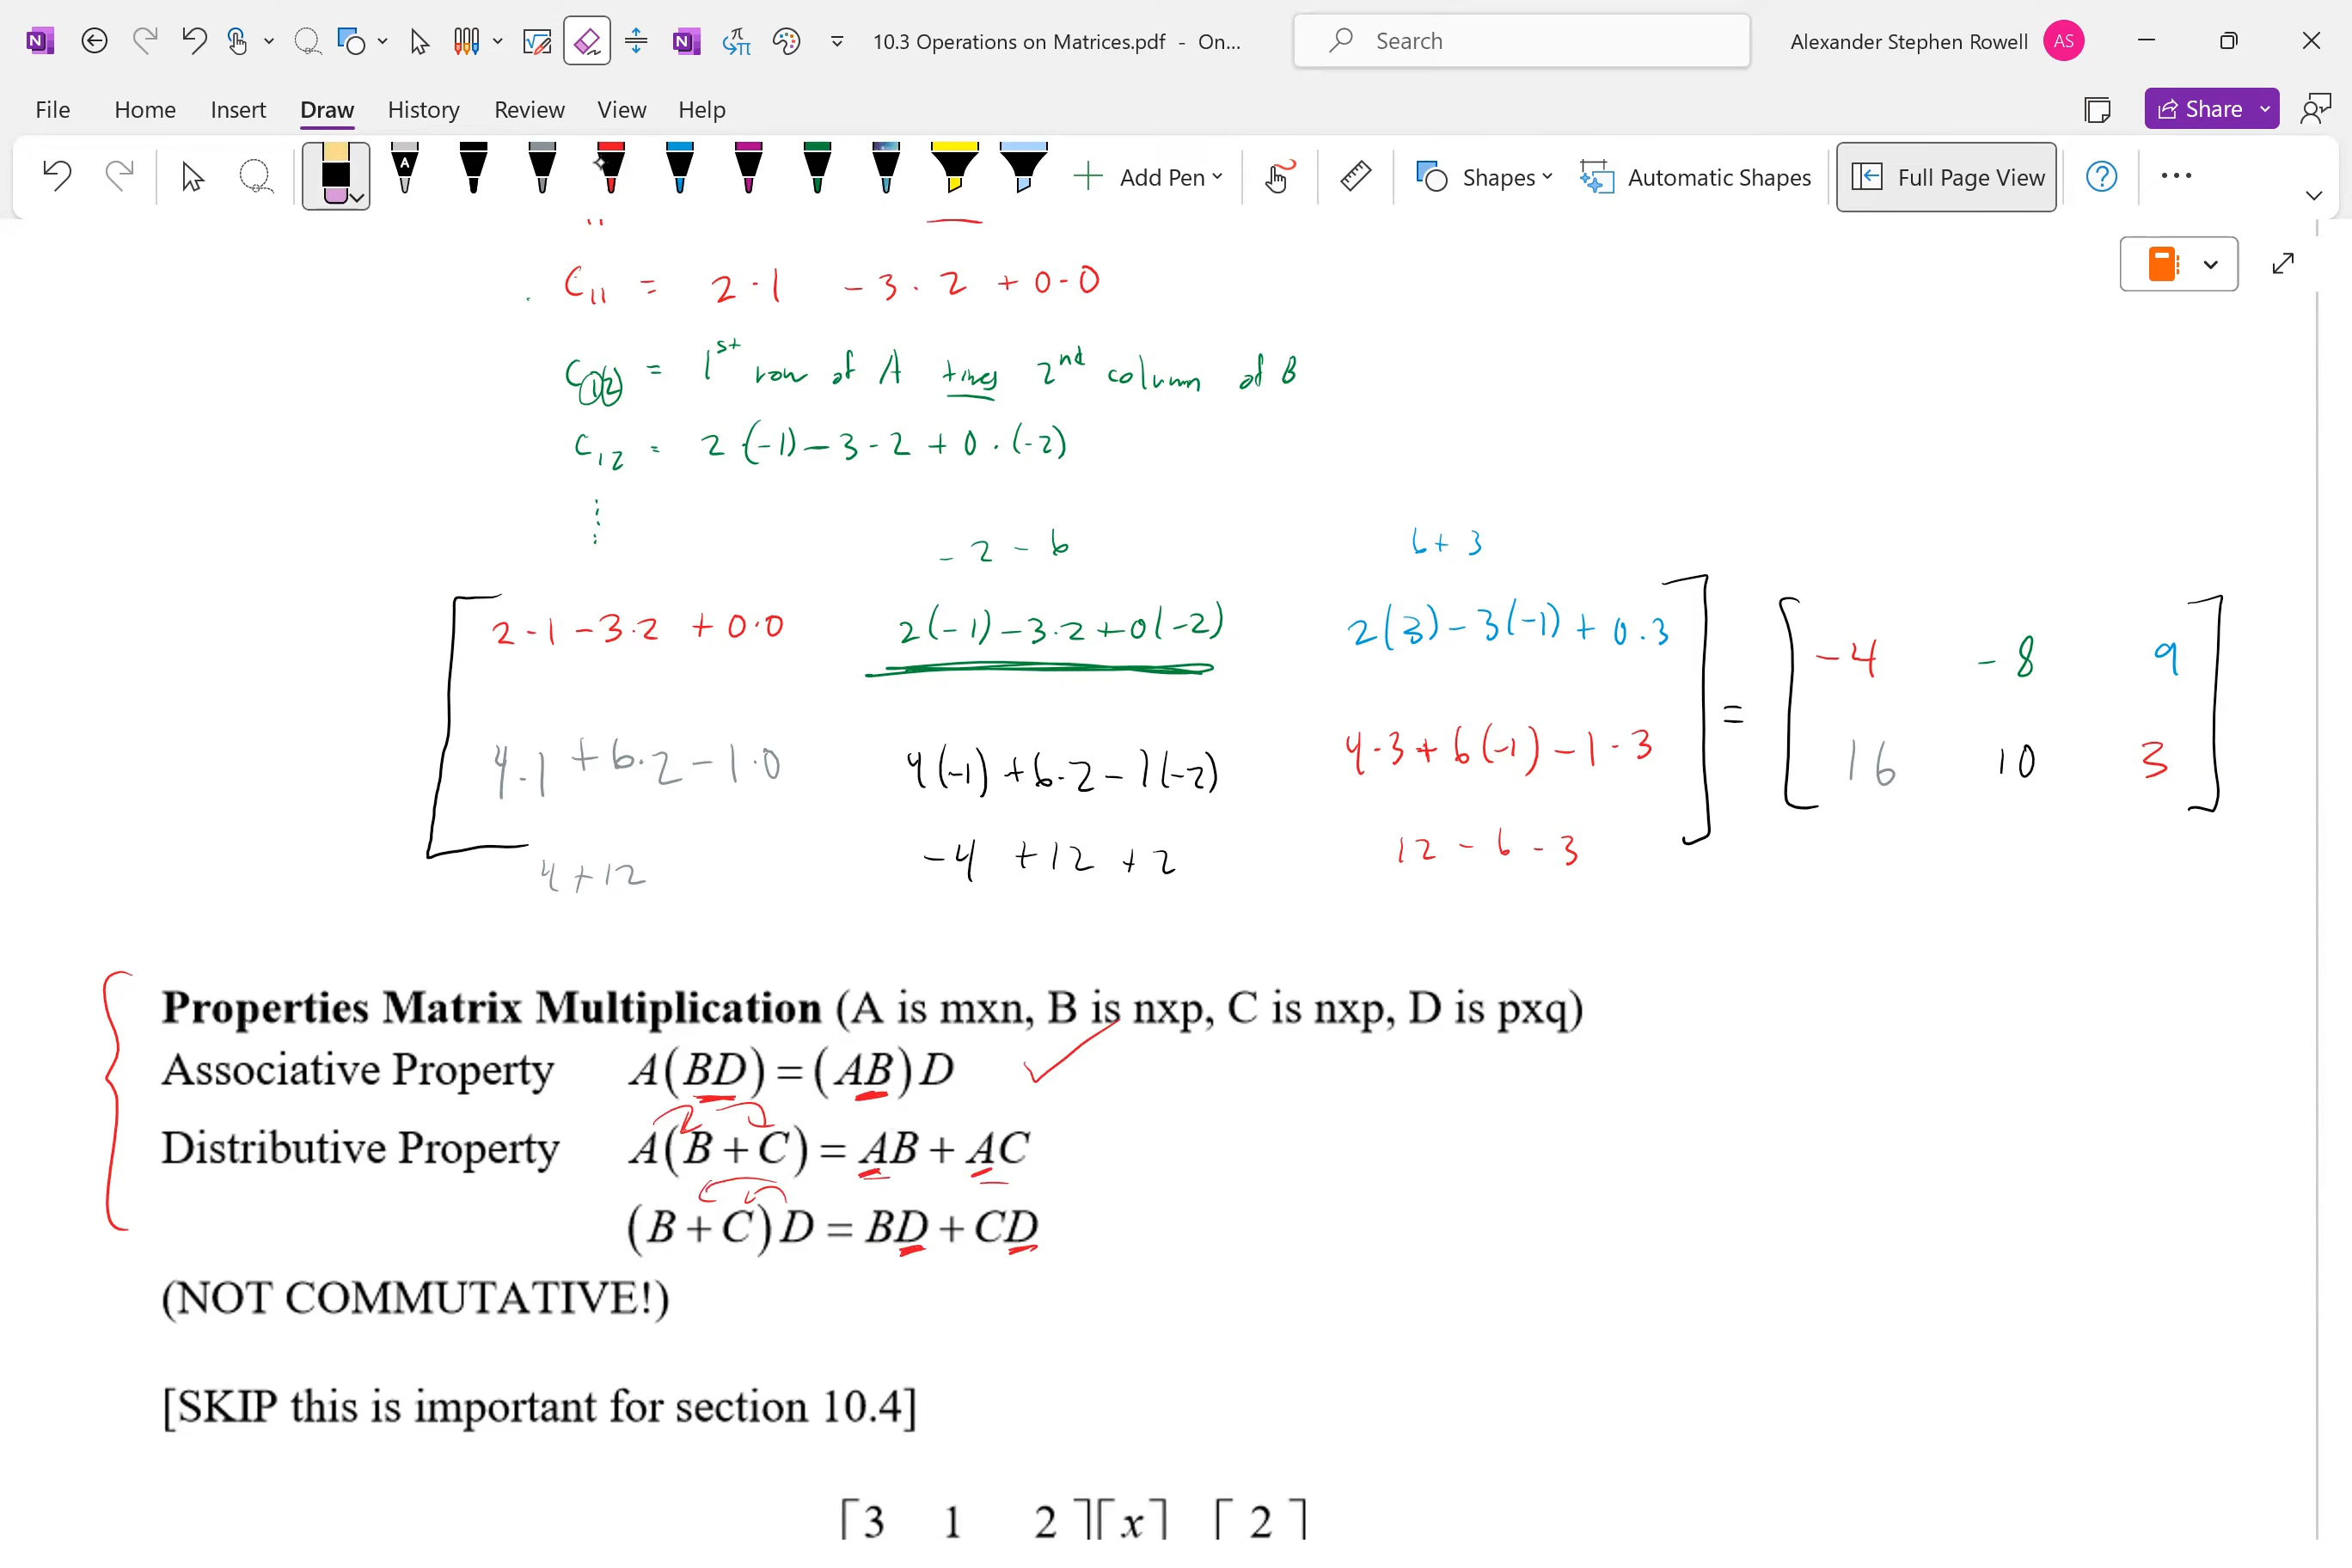 10.3 Operations on Matrices.pdf - On...
Search
Alexander Stephen Rowell
AS
File Home Insert Draw History Review View Help
Share
A
Add Pen
Shapes
Automatic Shapes
Full Page View
C11 = 2·1 - 3·2 + 0·0
C12 = 1st row of A times 2nd column of B
C12 = 2·(-1) - 3·2 + 0·(-2)
-2 - 6
6 + 3
2·1 - 3·2 + 0·0 2(-1) - 3·2 + 0(-2) 2(3) - 3(-1) + 0·3
= -4 -8 9
4·1 + 6·2 - 1·0 4(-1) + 6·2 - 1(-2) 4·3 + 6(-1) - 1·3
16 10 3
4 + 12 -4 + 12 + 2 12 - 6 - 3
Properties Matrix Multiplication (A is mxn, B is nxp, C is nxp, D is pxq)
Associative Property A(BD) = (AB)D
Distributive Property A(B + C) = AB + AC
(B + C)D = BD + CD
(NOT COMMUTATIVE!)
[SKIP this is important for section 10.4]
[3 1 2][x] [2]